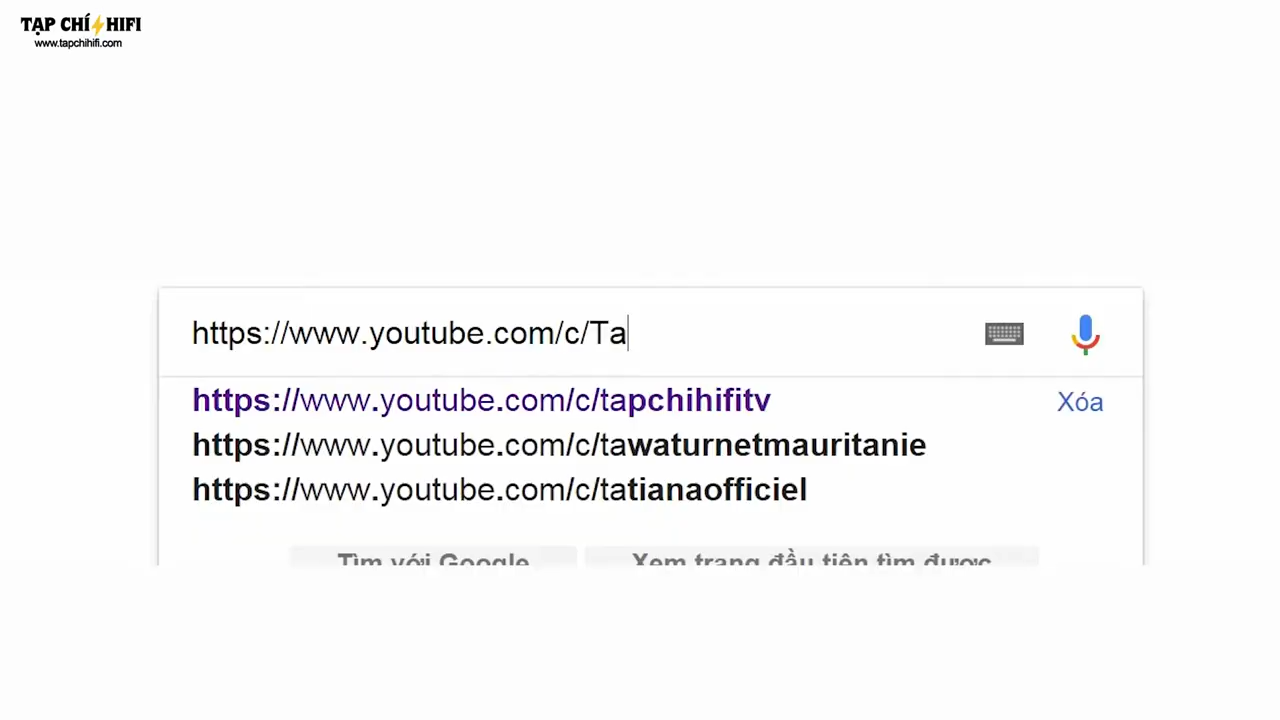 TẠP CHÍ HIFI
www.tapchihifi.com
https://www.youtube.com/c/Ta
https://www.youtube.com/c/tapchihifitv
Xóa
https://www.youtube.com/c/tawaturnetmauritanie
https://www.youtube.com/c/tatianaofficiel
Tìm với Google
Xem trang đầu tiên tìm được